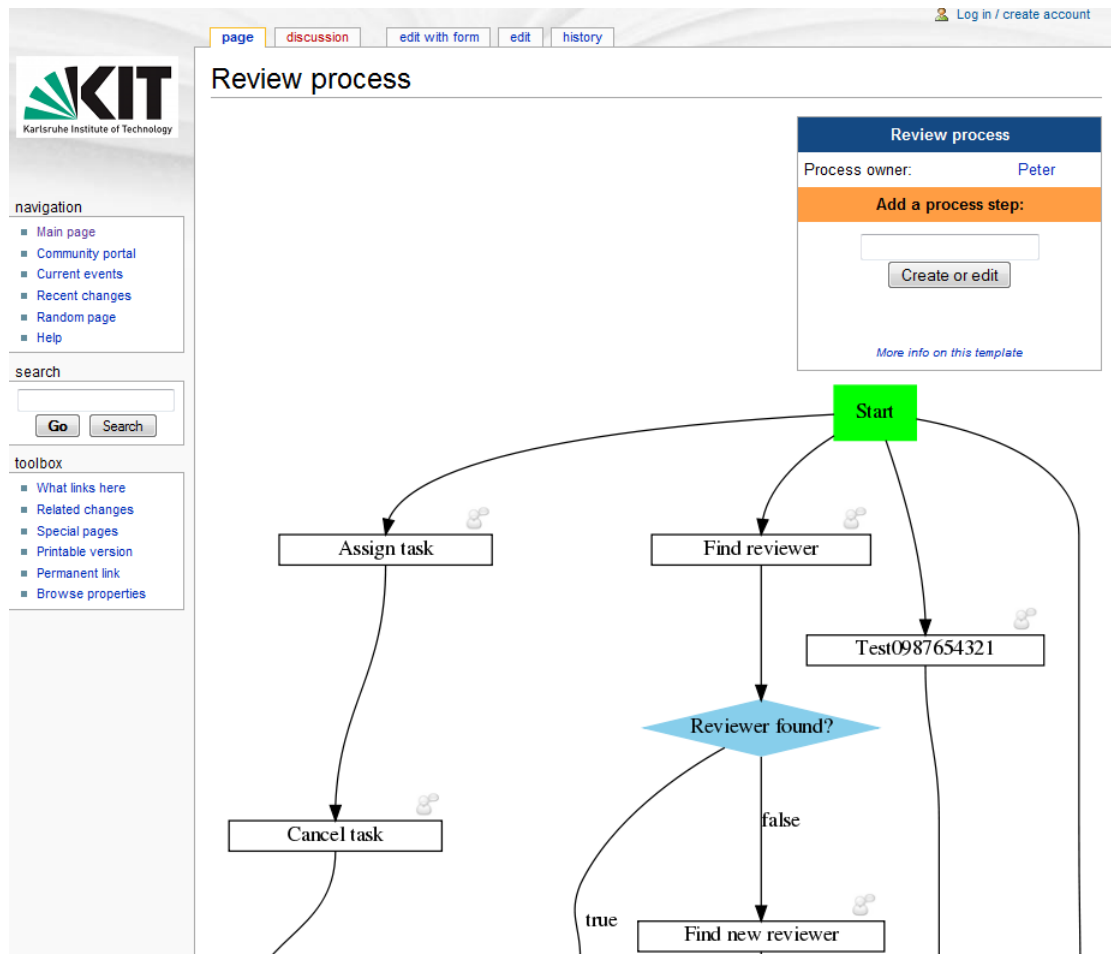 Log in / create account
page discussion edit with form edit history
KIT
Karlsruhe Institute of Technology
Review process
Review process
Process owner: Peter
Add a process step:
Create or edit
More info on this template
navigation
Main page
Community portal
Current events
Recent changes
Random page
Help
search
Go Search
toolbox
What links here
Related changes
Special pages
Printable version
Permanent link
Browse properties
Start
Assign task
Find reviewer
Test0987654321
Reviewer found?
Cancel task
false
true
Find new reviewer